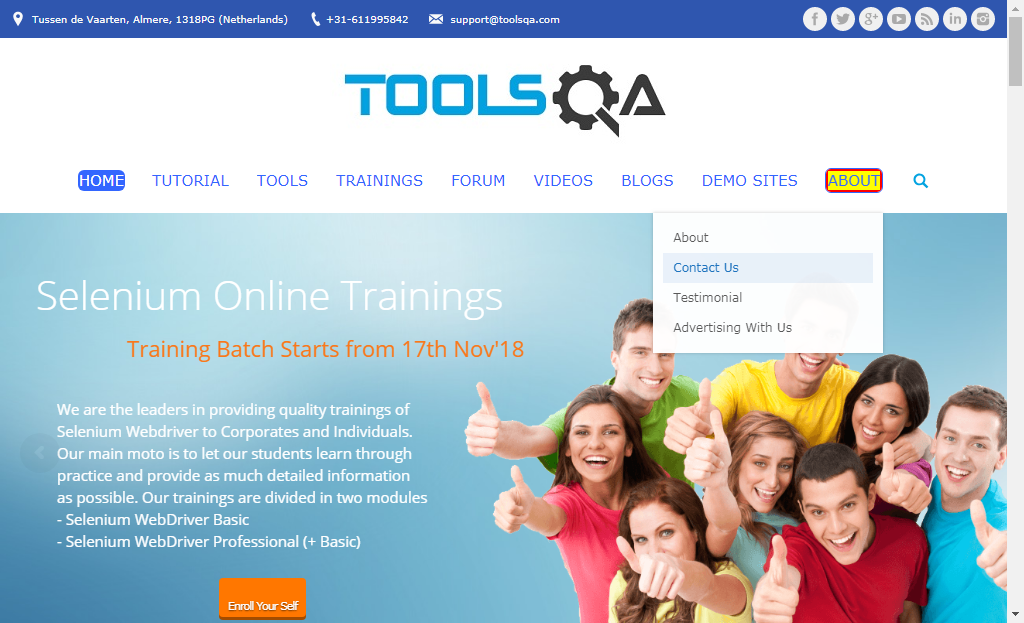 Tussen de Vaarten, Almere, 1318PG (Netherlands) +31-611995842 support@toolsqa.com
TOOLSQA
HOME TUTORIAL TOOLS TRAININGS FORUM VIDEOS BLOGS DEMO SITES ABOUT
About
Contact Us
Testimonial
Advertising With Us
Selenium Online Trainings
Training Batch Starts from 17th Nov'18
We are the leaders in providing quality trainings of
Selenium Webdriver to Corporates and Individuals.
Our main moto is to let our students learn through
practice and provide as much detailed information
as possible. Our trainings are divided in two modules
- Selenium WebDriver Basic
- Selenium WebDriver Professional (+ Basic)
Enroll Your Self